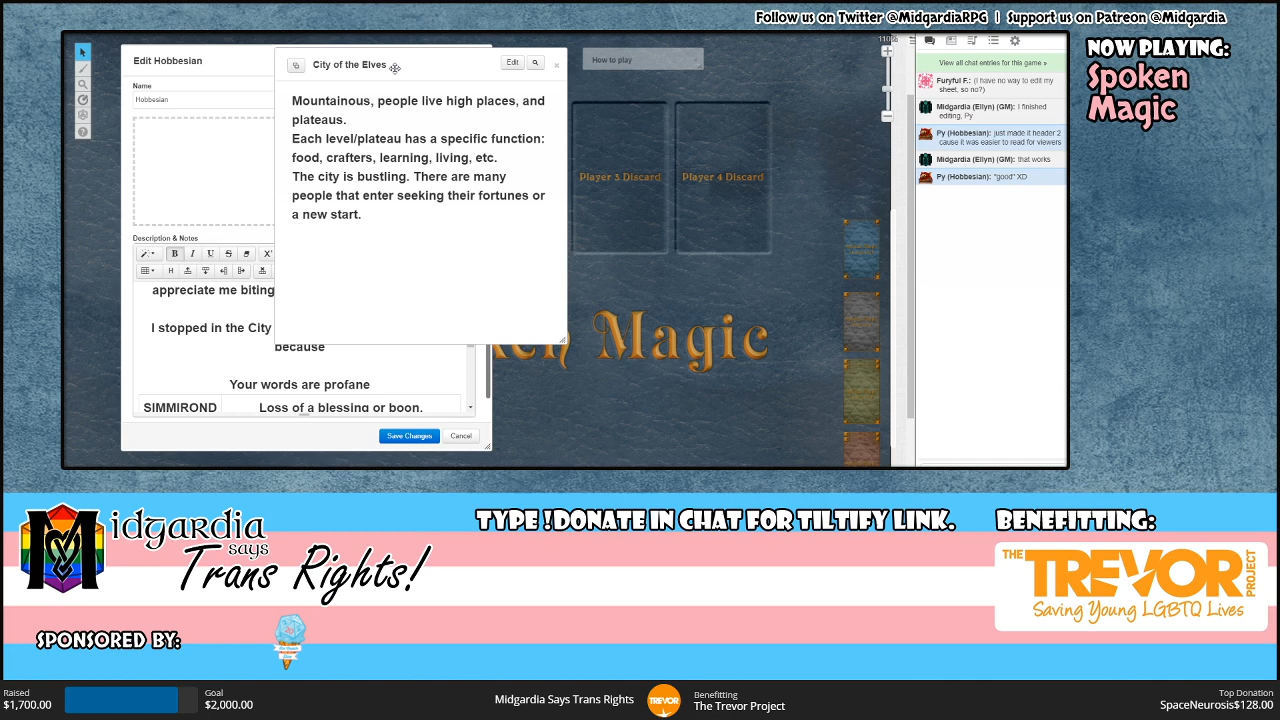 Follow us on Twitter @MidgardiaRPG | Support us on Patreon @Midgardia
NOW PLAYING:
Spoken
Magic
Edit Hobbesian
Name
Hobbesian
Description & Notes
B I U S
H
appreciate me biting
I stopped in the City
because
Your words are profane
SIMMIROND Loss of a blessing or boon.
Save Changes Cancel
City of the Elves
Edit
Mountainous, people live high places, and
plateaus.
Each level/plateau has a specific function:
food, crafters, learning, living, etc.
The city is bustling. There are many
people that enter seeking their fortunes or
a new start.
How to play
Player 3 Discard Player 4 Discard
Magic
110%
View all chat entries for this game »
Furyful F.: (I have no way to edit my
sheet, so no?)
Midgardia (Ellyn) (GM): I finished
editing, Py
Py (Hobbesian): just made it header 2
cause it was easier to read for viewers
Midgardia (Ellyn) (GM): that works
Py (Hobbesian): "good" XD
Midgardia
says
Trans Rights!
TYPE !DONATE IN CHAT FOR TILTIFY LINK.
BENEFITTING:
THE TREVOR PROJECT
Saving Young LGBTQ Lives
SPONSORED BY:
Raised
$1,700.00
Goal
$2,000.00
Midgardia Says Trans Rights
TREVOR
Benefitting
The Trevor Project
Top Donation
SpaceNeurosis$128.00